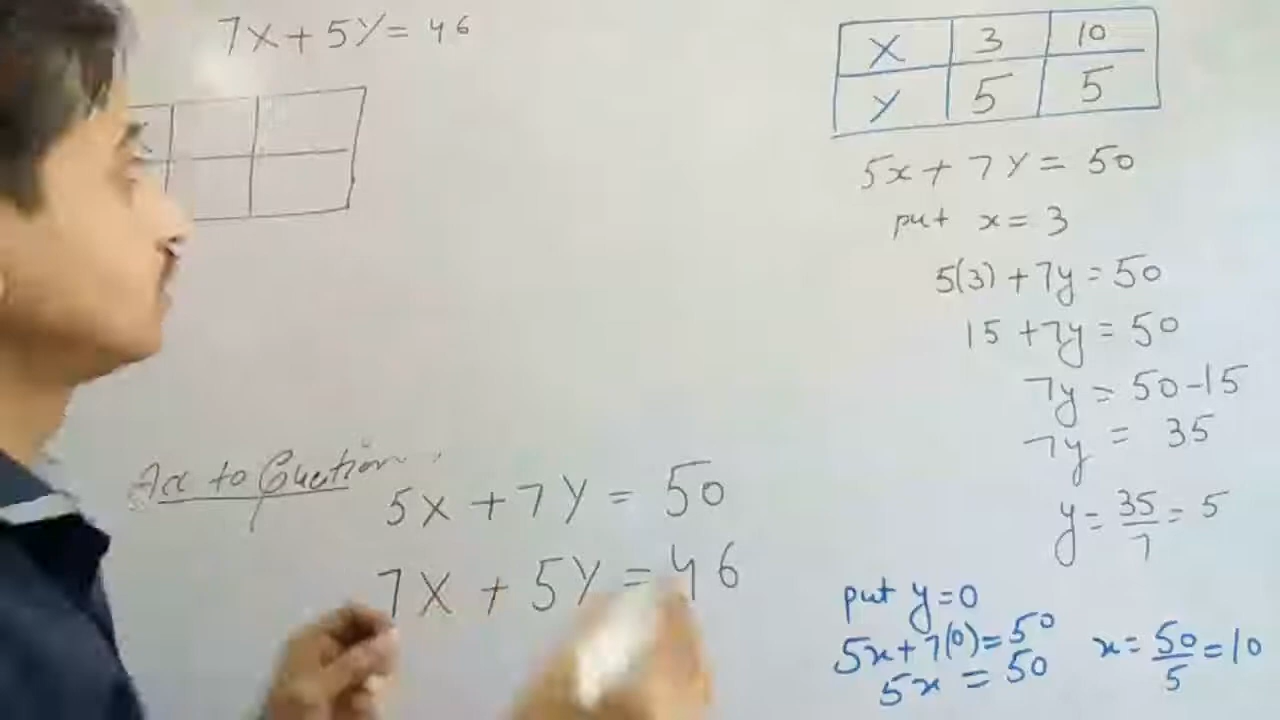 7x+5y= 46
x 3 10
y 5 5
5x + 7y = 50
put x = 3
5(3) + 7y = 50
15 + 7y = 50
7y = 50-15
7y = 35
y = 35/7 = 5
put y=0
5x+7(0)=50
5x = 50
x = 50/5 = 10
Acc to Question
5x + 7y = 50
7x + 5y = 46